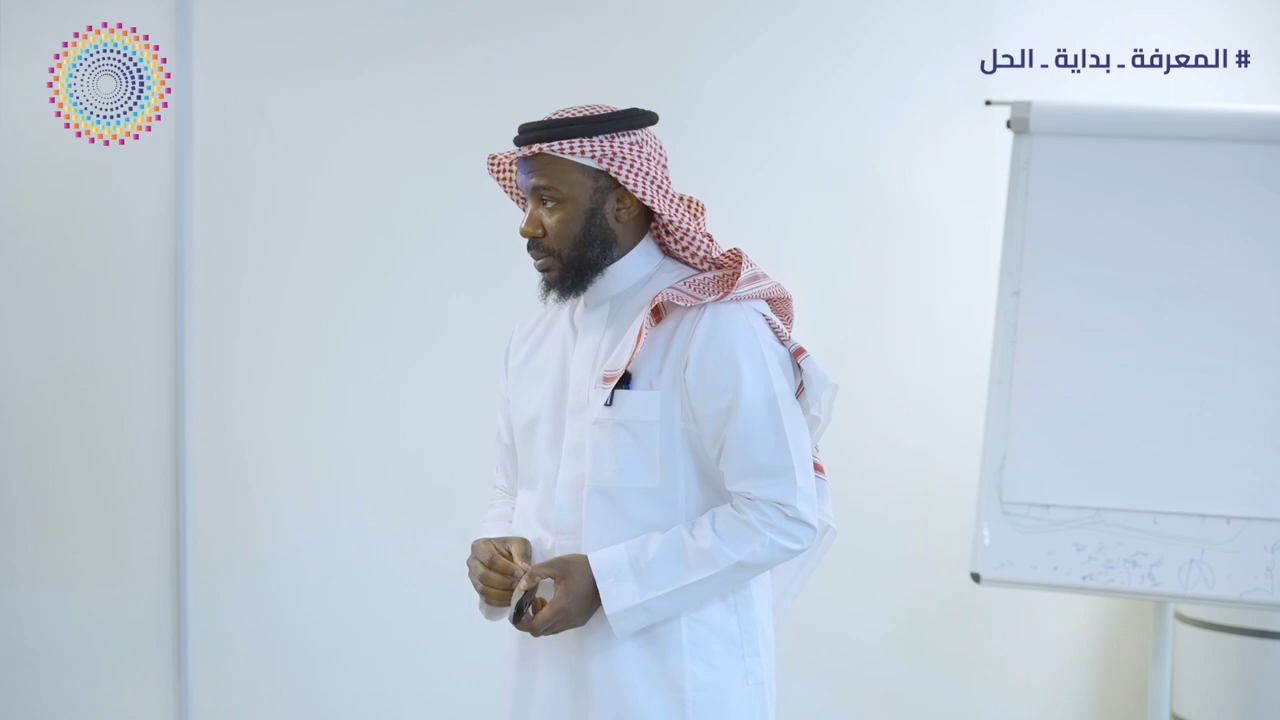 # المعرفة ـ بداية ـ الحل